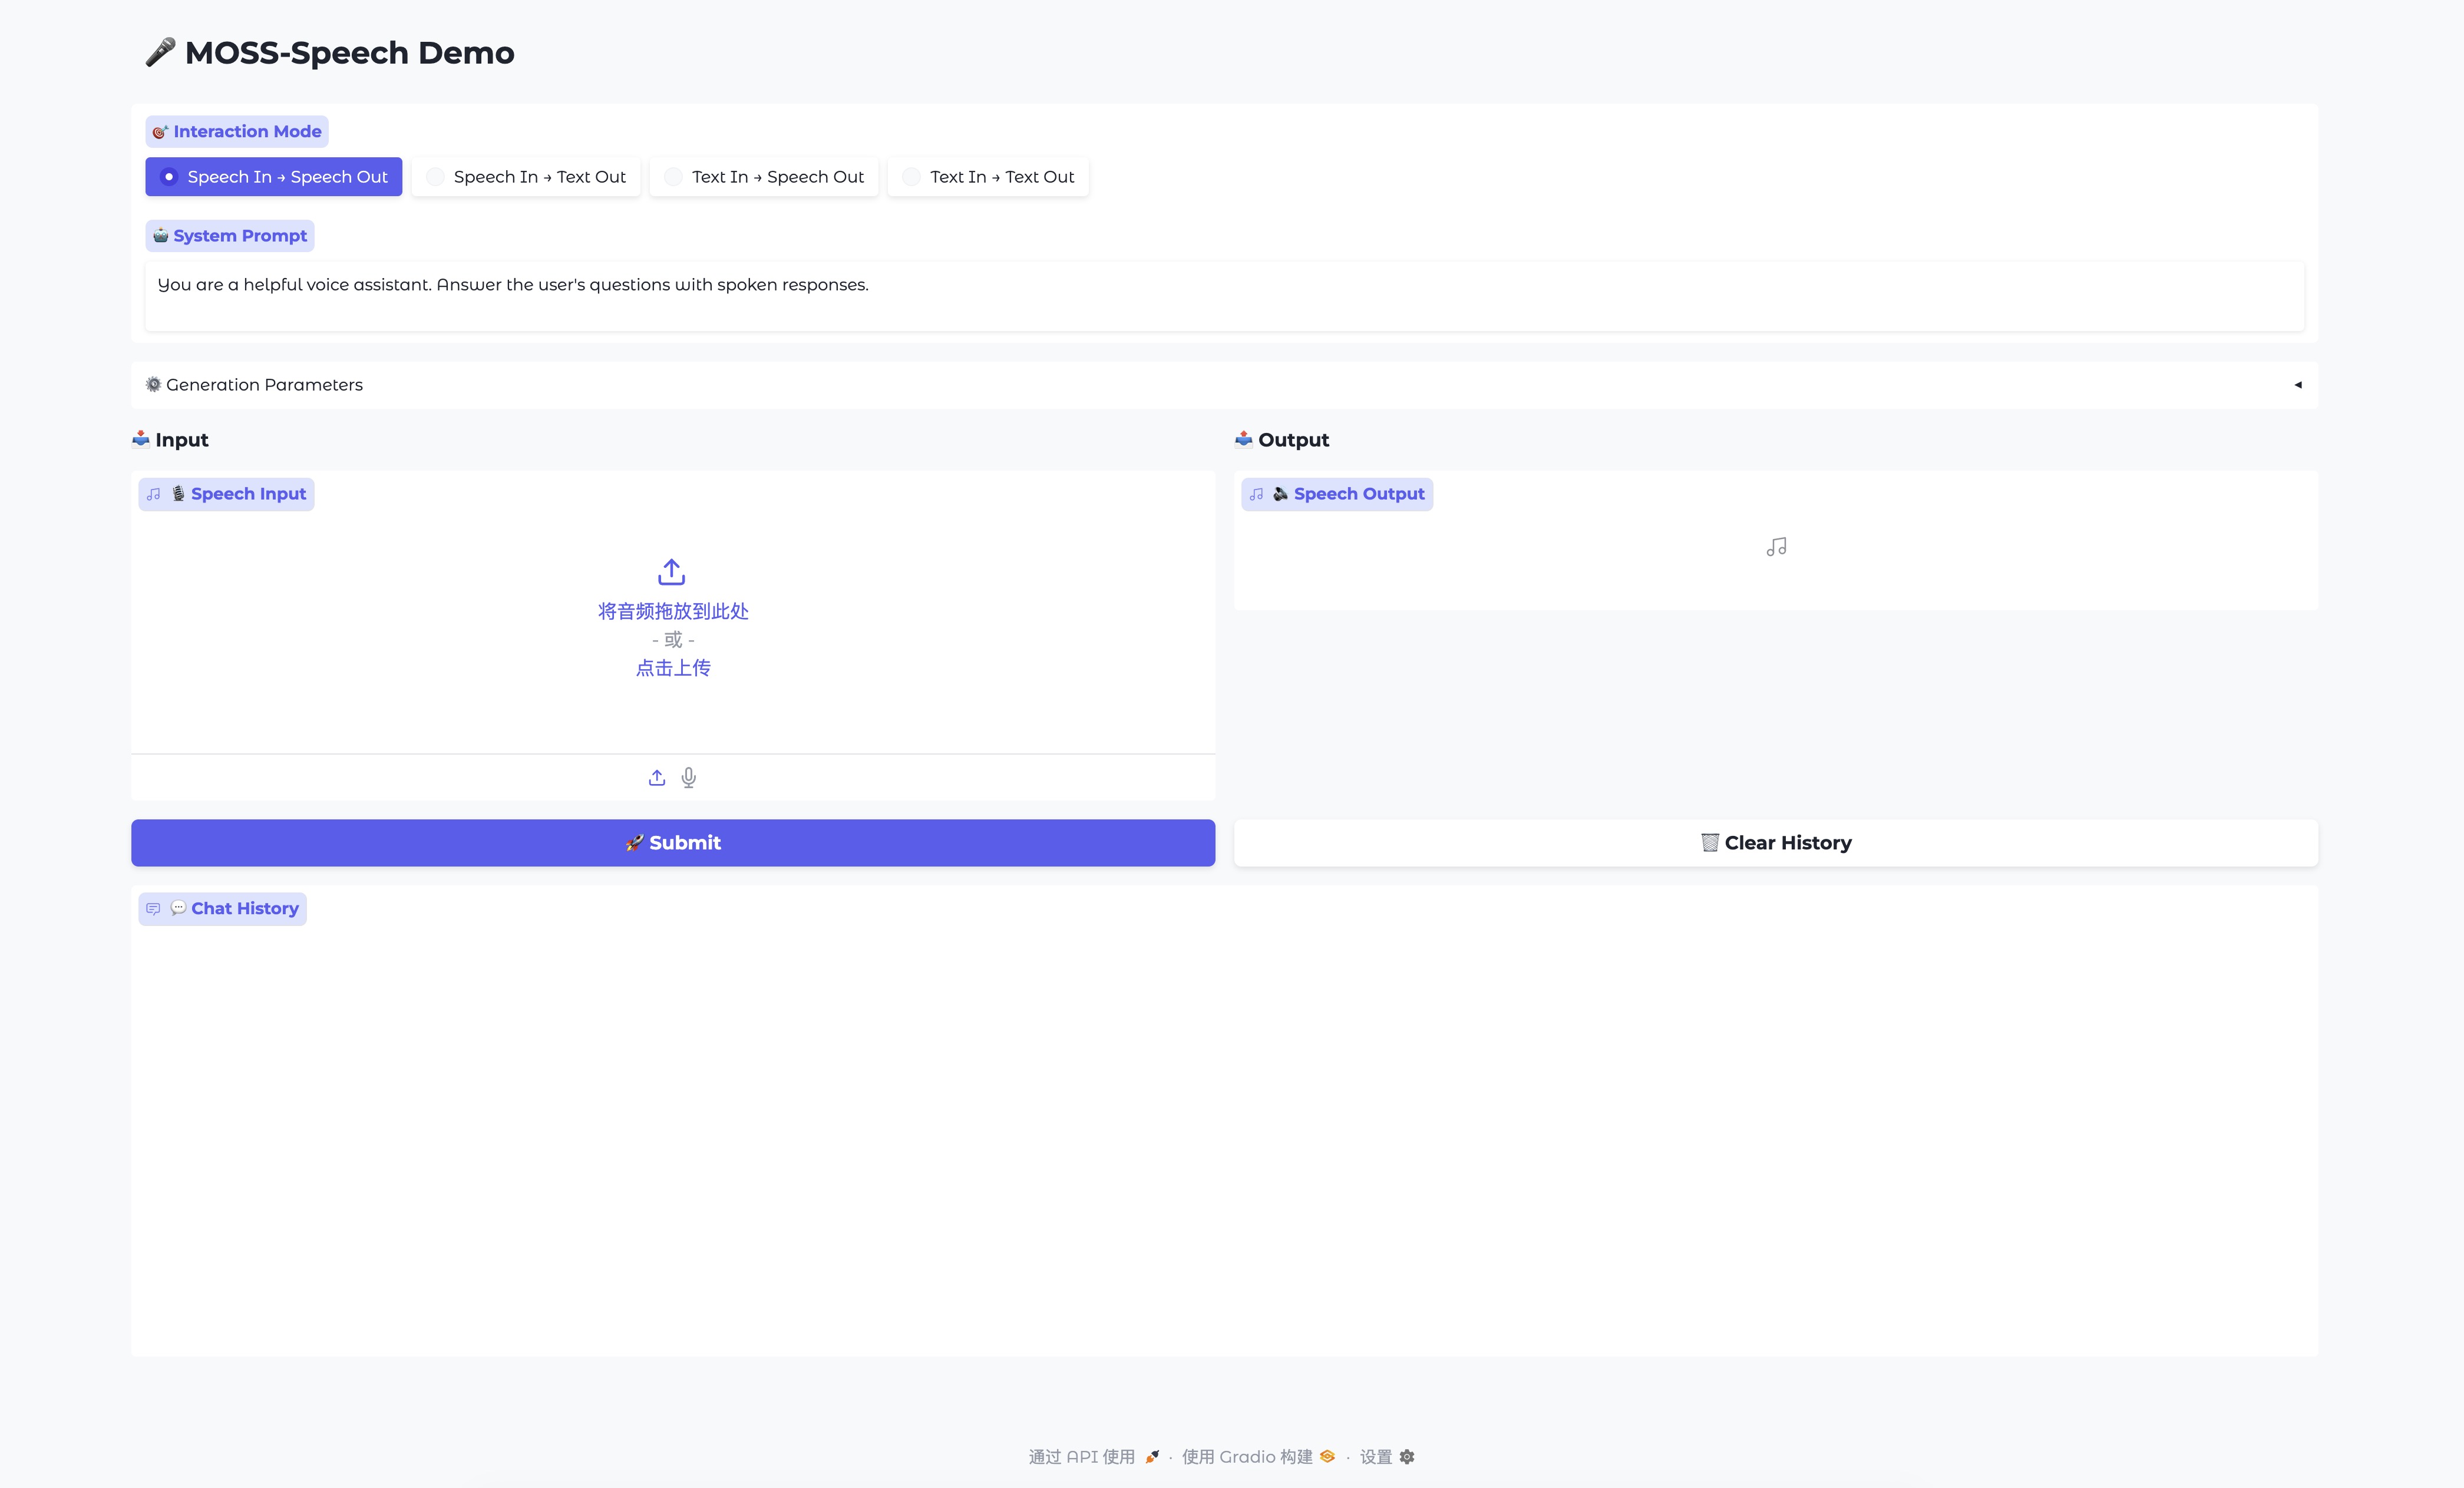 🎤 MOSS-Speech Demo
🎯 Interaction Mode
Speech In → Speech Out
Speech In → Text Out
Text In → Speech Out
Text In → Text Out
🤖 System Prompt
You are a helpful voice assistant. Answer the user's questions with spoken responses.
⚙️ Generation Parameters
📥 Input
📤 Output
🎙️ Speech Input
🔊 Speech Output
将音频拖放到此处
- 或 -
点击上传
🚀 Submit
🗑️ Clear History
💬 Chat History
通过 API 使用 · 使用 Gradio 构建 · 设置